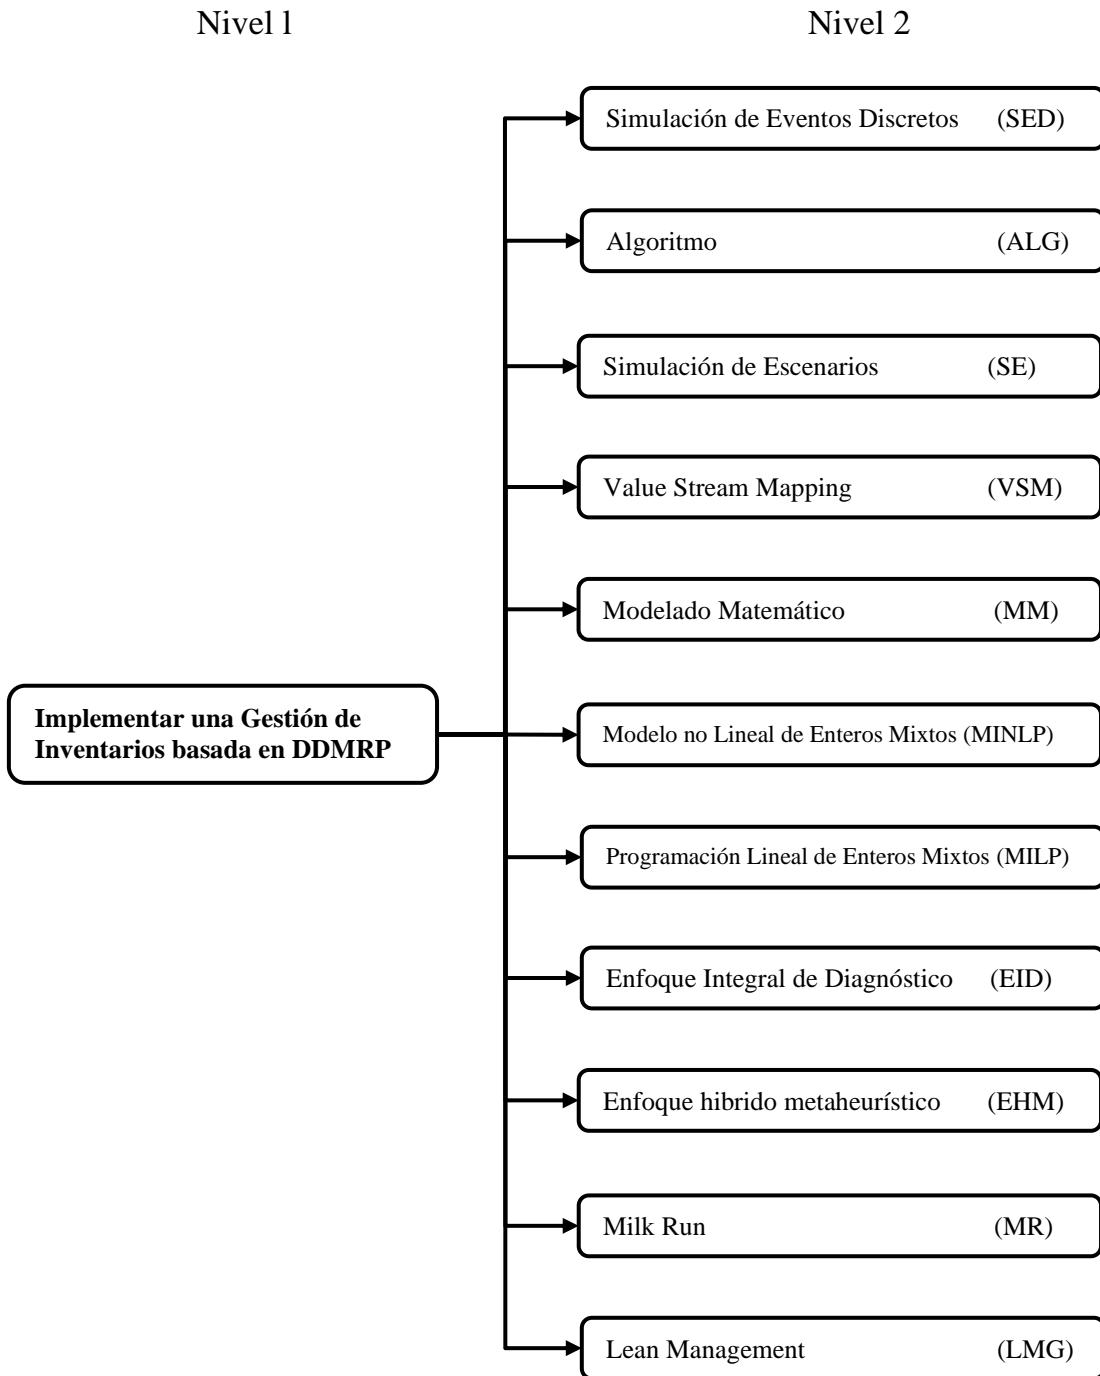 Nivel 1
Nivel 2
Simulación de Eventos Discretos (SED)
Algoritmo (ALG)
Simulación de Escenarios (SE)
Value Stream Mapping (VSM)
Modelado Matemático (MM)
Implementar una Gestión de
Inventarios basada en DDMRP
Modelo no Lineal de Enteros Mixtos (MINLP)
Programación Lineal de Enteros Mixtos (MILP)
Enfoque Integral de Diagnóstico (EID)
Enfoque hibrido metaheurístico (EHM)
Milk Run (MR)
Lean Management (LMG)